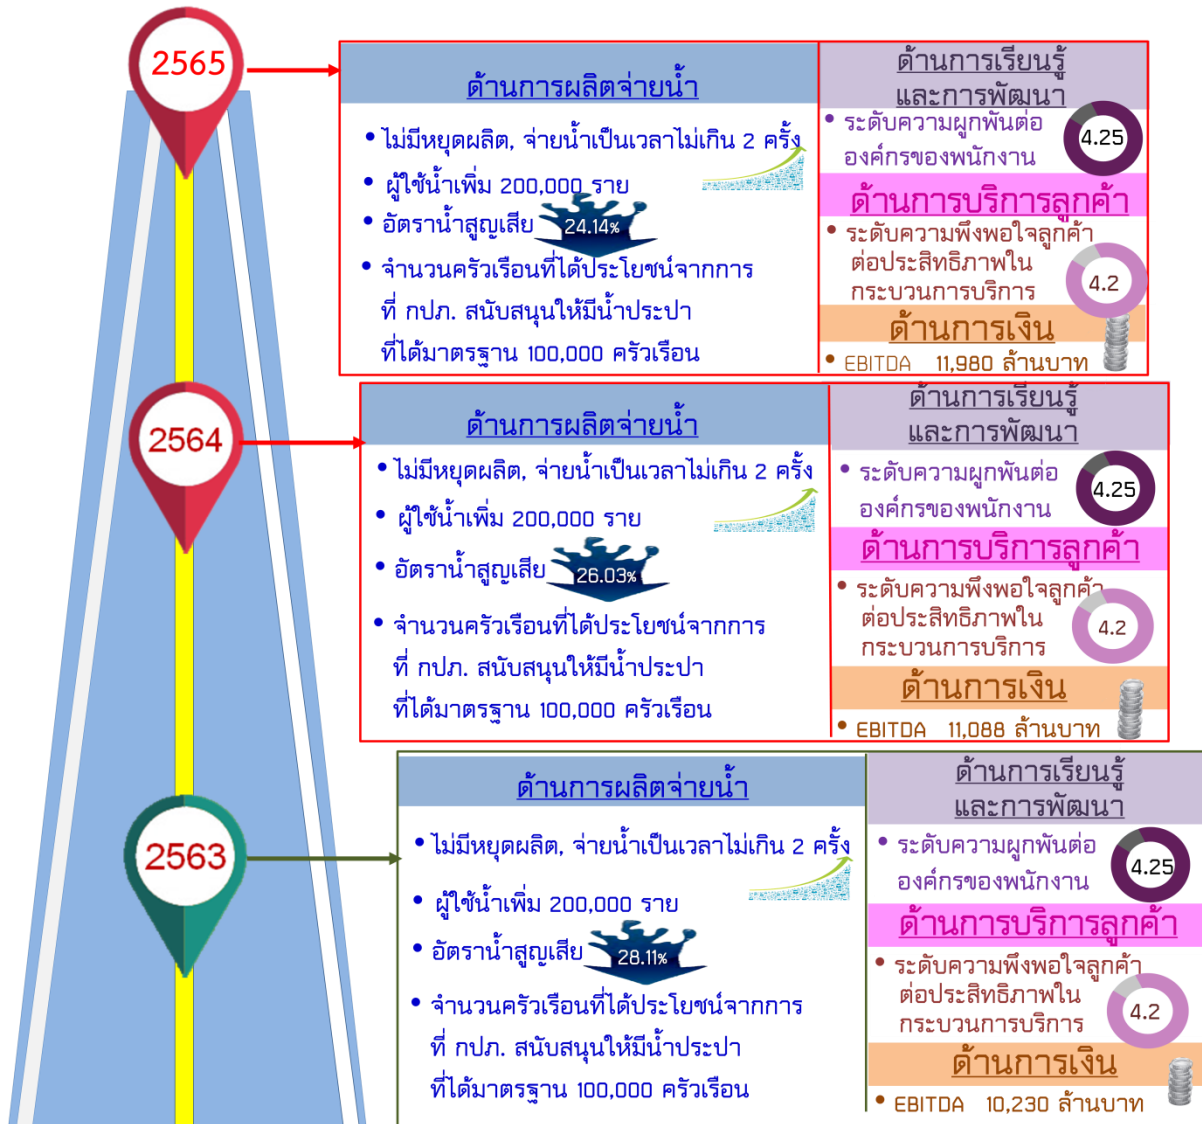 2565
ด้านการผลิตจ่ายน้ำ
• ไม่มีหยุดผลิต, จ่ายน้ำเป็นเวลาไม่เกิน 2 ครั้ง
• ผู้ใช้น้ำเพิ่ม 200,000 ราย
• อัตราน้ำสูญเสีย 24.14%
• จำนวนครัวเรือนที่ได้ประโยชน์จากการ
ที่ กปภ. สนับสนุนให้มีน้ำประปา
ที่ได้มาตรฐาน 100,000 ครัวเรือน
ด้านการเรียนรู้
และการพัฒนา
• ระดับความผูกพันต่อ
องค์กรของพนักงาน
4.25
ด้านการบริการลูกค้า
• ระดับความพึงพอใจลูกค้า
ต่อประสิทธิภาพใน
กระบวนการบริการ
4.2
ด้านการเงิน
• EBITDA 11,980 ล้านบาท
2564
ด้านการผลิตจ่ายน้ำ
• ไม่มีหยุดผลิต, จ่ายน้ำเป็นเวลาไม่เกิน 2 ครั้ง
• ผู้ใช้น้ำเพิ่ม 200,000 ราย
• อัตราน้ำสูญเสีย 26.03%
• จำนวนครัวเรือนที่ได้ประโยชน์จากการ
ที่ กปภ. สนับสนุนให้มีน้ำประปา
ที่ได้มาตรฐาน 100,000 ครัวเรือน
ด้านการเรียนรู้
และการพัฒนา
• ระดับความผูกพันต่อ
องค์กรของพนักงาน
4.25
ด้านการบริการลูกค้า
• ระดับความพึงพอใจลูกค้า
ต่อประสิทธิภาพใน
กระบวนการบริการ
4.2
ด้านการเงิน
• EBITDA 11,088 ล้านบาท
2563
ด้านการผลิตจ่ายน้ำ
• ไม่มีหยุดผลิต, จ่ายน้ำเป็นเวลาไม่เกิน 2 ครั้ง
• ผู้ใช้น้ำเพิ่ม 200,000 ราย
• อัตราน้ำสูญเสีย 28.11%
• จำนวนครัวเรือนที่ได้ประโยชน์จากการ
ที่ กปภ. สนับสนุนให้มีน้ำประปา
ที่ได้มาตรฐาน 100,000 ครัวเรือน
ด้านการเรียนรู้
และการพัฒนา
• ระดับความผูกพันต่อ
องค์กรของพนักงาน
4.25
ด้านการบริการลูกค้า
• ระดับความพึงพอใจลูกค้า
ต่อประสิทธิภาพใน
กระบวนการบริการ
4.2
ด้านการเงิน
• EBITDA 10,230 ล้านบาท